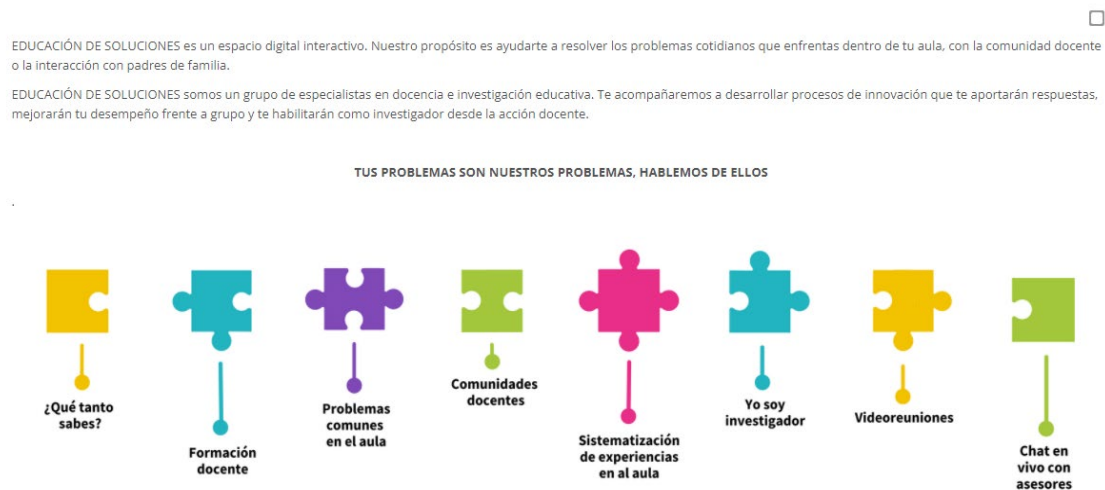 EDUCACIÓN DE SOLUCIONES es un espacio digital interactivo. Nuestro propósito es ayudarte a resolver los problemas cotidianos que enfrentas dentro de tu aula, con la comunidad docente
o la interacción con padres de familia.
EDUCACIÓN DE SOLUCIONES somos un grupo de especialistas en docencia e investigación educativa. Te acompañaremos a desarrollar procesos de innovación que te aportarán respuestas,
mejorarán tu desempeño frente a grupo y te habilitarán como investigador desde la acción docente.
TUS PROBLEMAS SON NUESTROS PROBLEMAS, HABLEMOS DE ELLOS
.
¿Qué tanto
sabes?
Formación
docente
Problemas
comunes
en el aula
Comunidades
docentes
Sistematización
de experiencias
en al aula
Yo soy
investigador
Videoreuniones
Chat en
vivo con
asesores